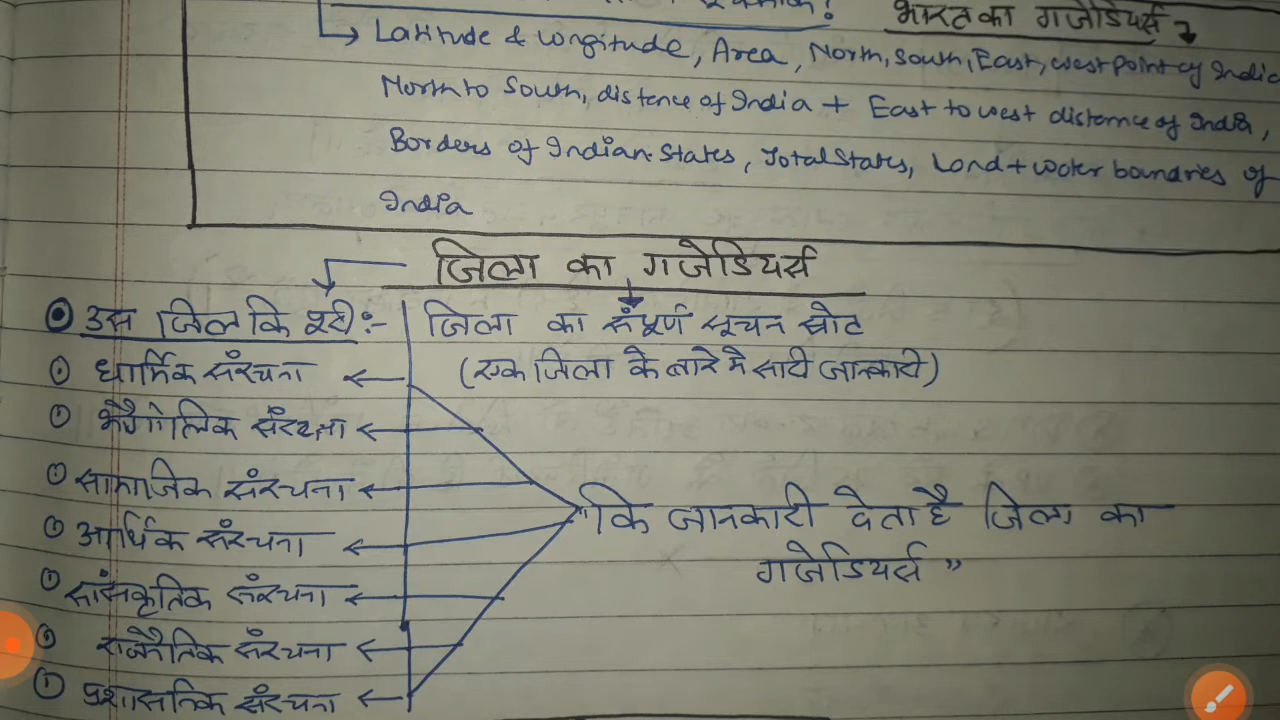 भारत का गजेडियर्स
Latitude & Longitude, Area, North, South, East, west point of India
North to South, distence of India + East to west distance of India,
Borders of Indian States, Total States, Land + water boundries of
India
जिला का गजेडियर्स
उस जिल कि :-
जिला का संपूर्ण सूचन स्रोट
(एक जिला के बारे मे सारी जानकारी)
धार्मिक संरचना
भौगोलिक संरचना
सामाजिक संरचना
आर्थिक संरचना
सांसकृतिक संरचना
राजनैतिक संरचना
प्रशासनिक संरचना
कि जानकारी देता है जिला का
गजेडियर्स ”